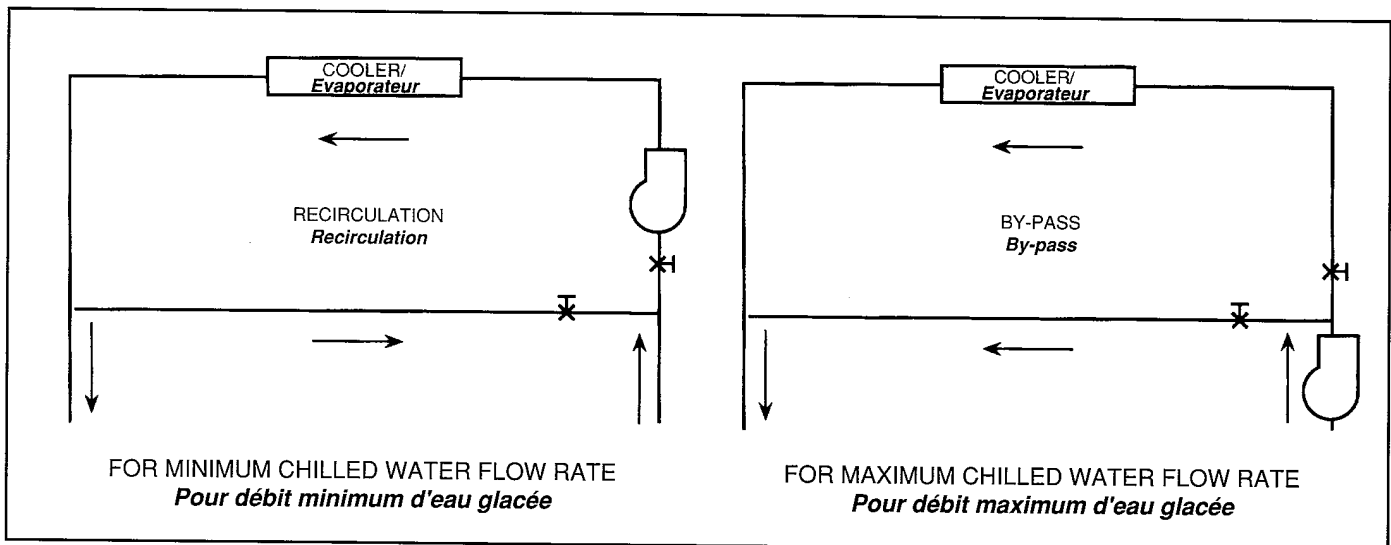 COOLER/
Evaporateur
RECIRCULATION
Recirculation
FOR MINIMUM CHILLED WATER FLOW RATE
Pour débit minimum d'eau glacée
COOLER/
Evaporateur
BY-PASS
By-pass
FOR MAXIMUM CHILLED WATER FLOW RATE
Pour débit maximum d'eau glacée